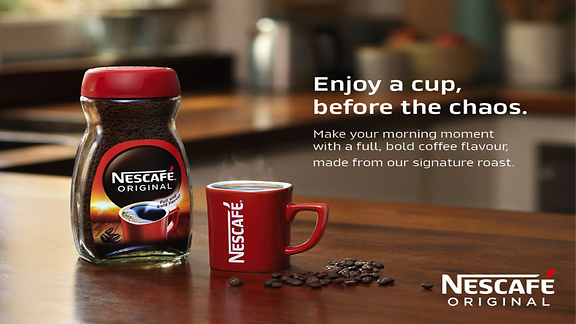 Enjoy a cup,
before the chaos.
Make your morning moment
with a full, bold coffee flavour,
made from our signature roast.
NESCAFÉ
ORIGINAL
NESCAFÉ
NESCAFÉ
ORIGINAL